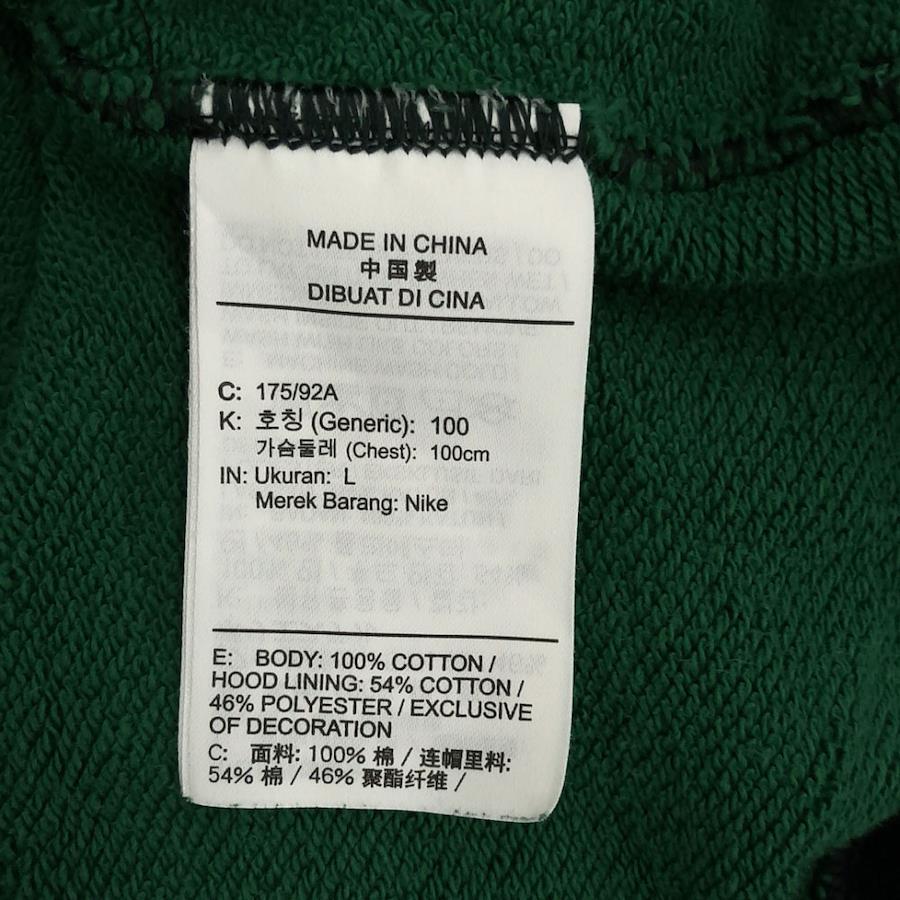 MADE IN CHINA
中国製
DIBUAT DI CINA
C: 175/92A
K: 호칭 (Generic): 100
가슴둘레 (Chest): 100cm
IN: Ukuran: L
Merek Barang: Nike
E: BODY: 100% COTTON /
HOOD LINING: 54% COTTON /
46% POLYESTER / EXCLUSIVE
OF DECORATION
C: 面料: 100% 棉 / 连帽里料:
54% 棉 / 46% 聚酯纤维 /